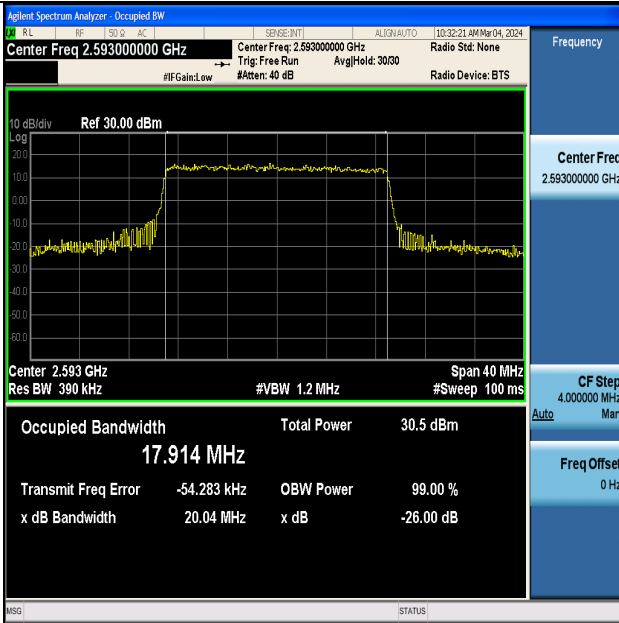 Agilent Spectrum Analyzer - Occupied BW
LXI RL RF 50 Ω AC SENSE:INT ALIGN AUTO 10:32:21 AM Mar 04, 2024
Center Freq 2.593000000 GHz Center Freq: 2.593000000 GHz Radio Std: None
Trig: Free Run Avg|Hold: 30/30
#IFGain:Low #Atten: 40 dB Radio Device: BTS
Frequency
10 dB/div Ref 30.00 dBm
Log
20.0
10.0
0.00
-10.0
-20.0
-30.0
-40.0
-50.0
-60.0
Center Freq
2.593000000 GHz
Center 2.593 GHz Span 40 MHz
Res BW 390 kHz #VBW 1.2 MHz #Sweep 100 ms
CF Step
4.000000 MHz
Auto Man
Occupied Bandwidth Total Power 30.5 dBm
17.914 MHz
Transmit Freq Error -54.283 kHz OBW Power 99.00 %
x dB Bandwidth 20.04 MHz x dB -26.00 dB
Freq Offset
0 Hz
MSG STATUS